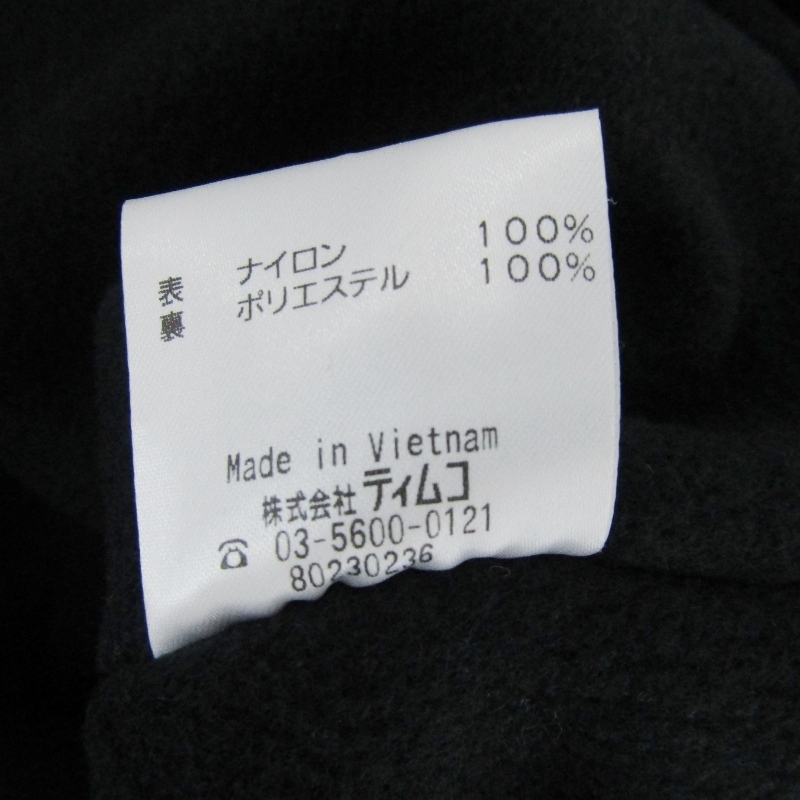 表 ナイロン 100%
裏 ポリエステル 100%
Made in Vietnam
株式会社ティムコ
☎ 03-5600-0121
80230236